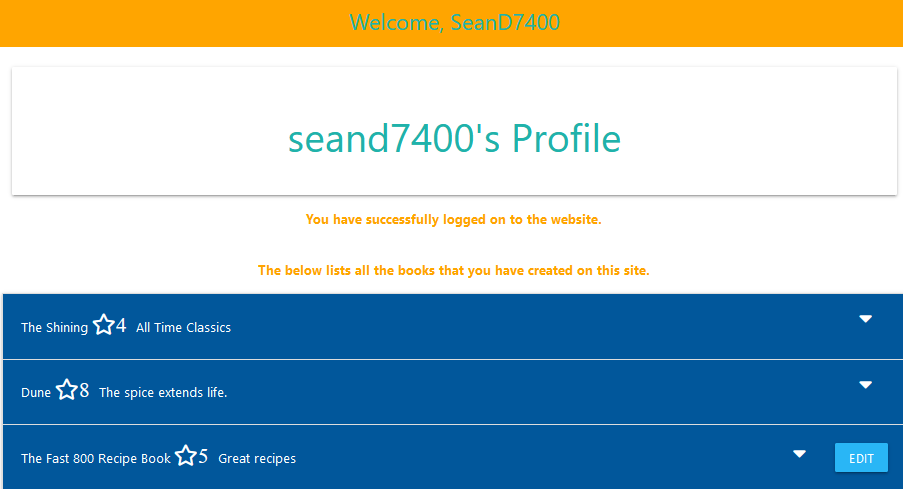 Welcome, SeanD7400
seand7400's Profile
You have successfully logged on to the website.
The below lists all the books that you have created on this site.
The Shining 4 All Time Classics
Dune 8 The spice extends life.
The Fast 800 Recipe Book 5 Great recipes EDIT